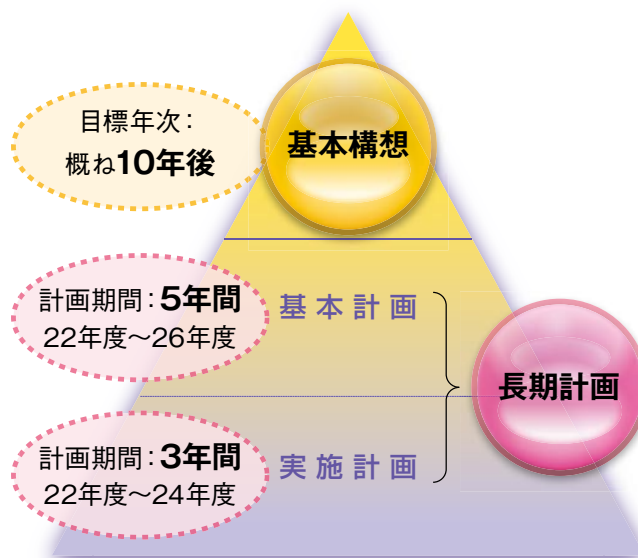 目標年次：
概ね10年後
基本構想
計画期間：5年間
22年度～26年度
基本計画
長期計画
計画期間：3年間
22年度～24年度
実施計画